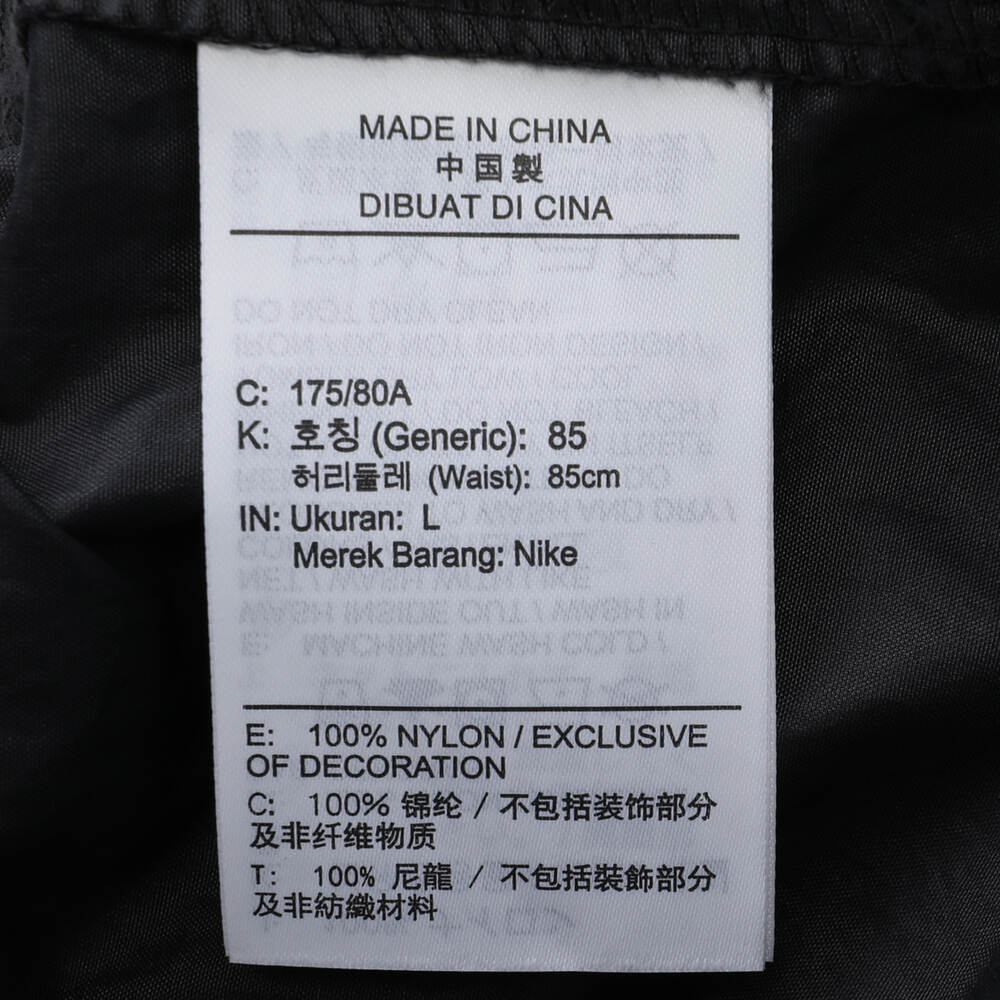 MADE IN CHINA
中国製
DIBUAT DI CINA
C: 175/80A
K: 호칭 (Generic): 85
허리둘레 (Waist): 85cm
IN: Ukuran: L
Merek Barang: Nike
E: 100% NYLON / EXCLUSIVE
OF DECORATION
C: 100% 锦纶 / 不包括装饰部分
及非纤维物质
T: 100% 尼龍 / 不包括裝飾部分
及非紡織材料